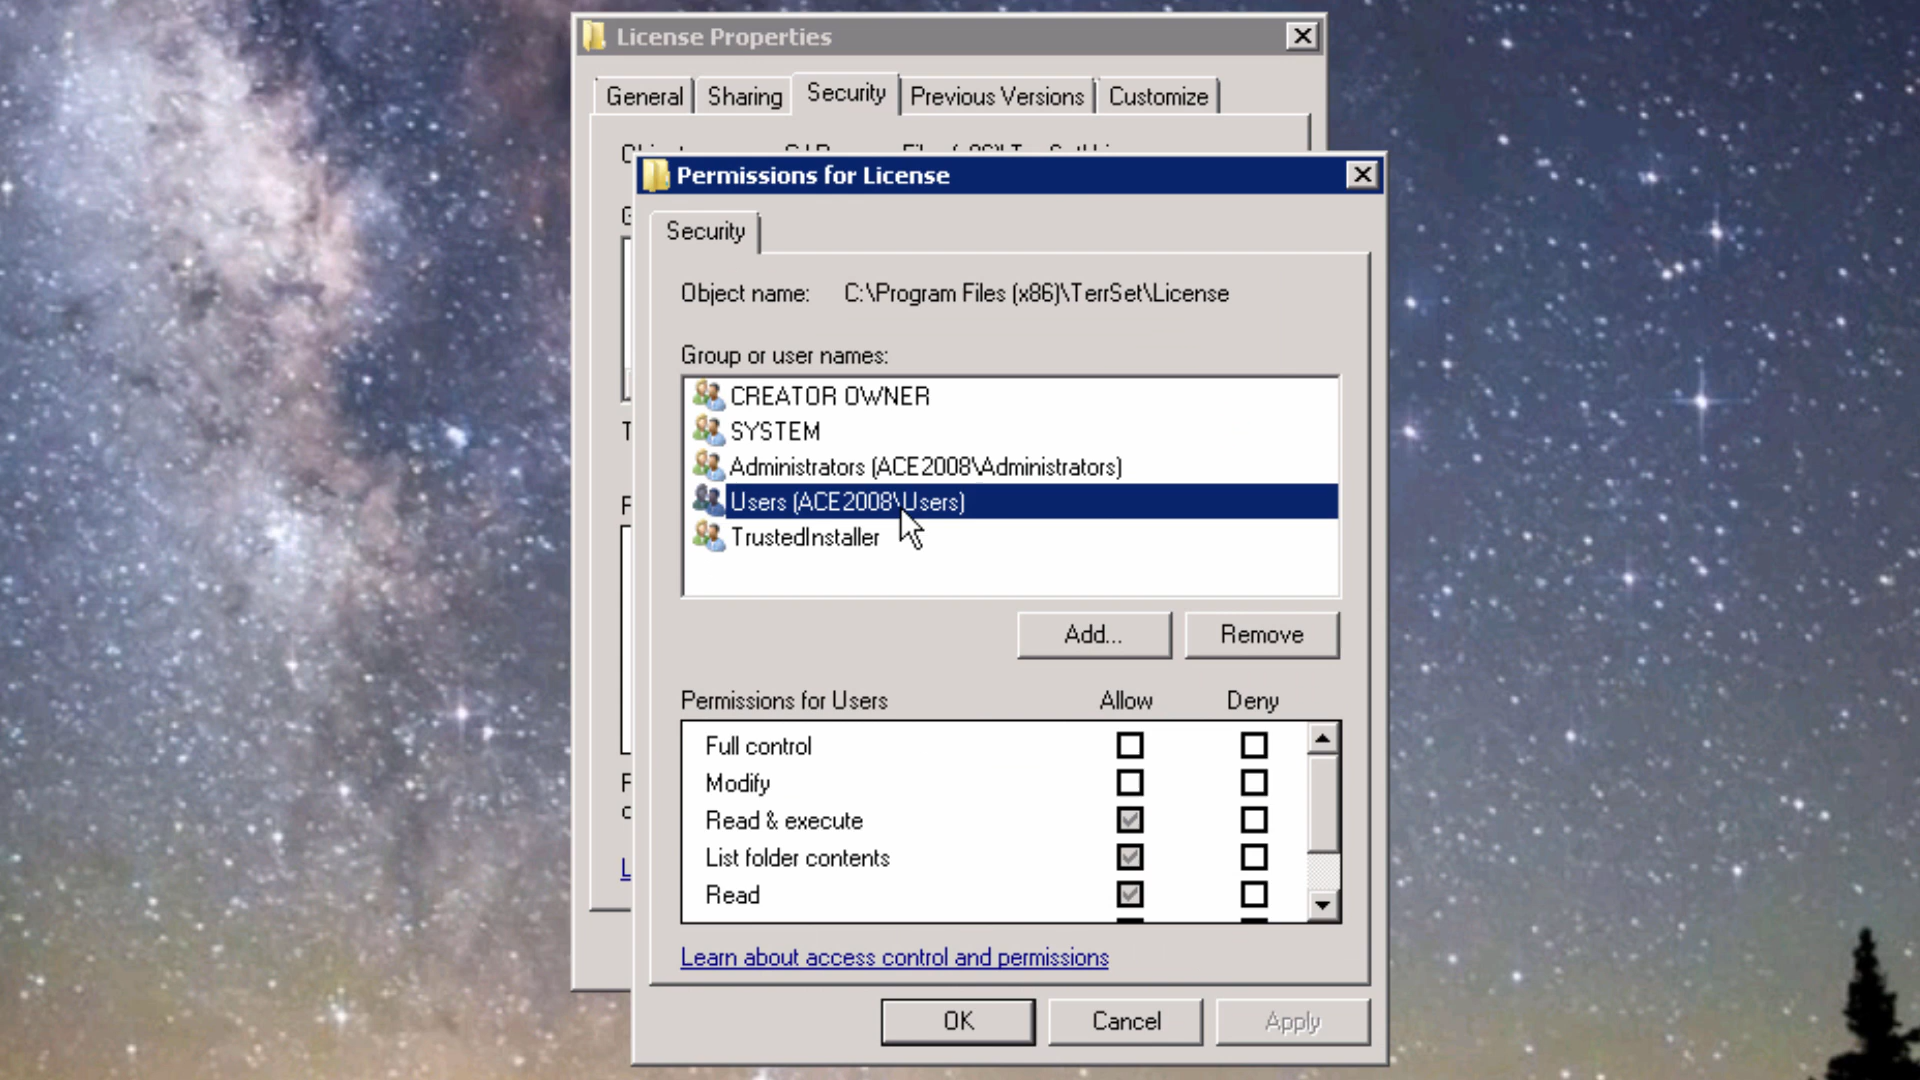 License Properties
General Sharing Security Previous Versions Customize
Permissions for License
Security
Object name: C:\Program Files (x86)\TerrSet\License
Group or user names:
CREATOR OWNER
SYSTEM
Administrators (ACE2008\Administrators)
Users (ACE2008\Users)
TrustedInstaller
Add... Remove
Permissions for Users Allow Deny
Full control
Modify
Read & execute
List folder contents
Read
Learn about access control and permissions
OK Cancel Apply